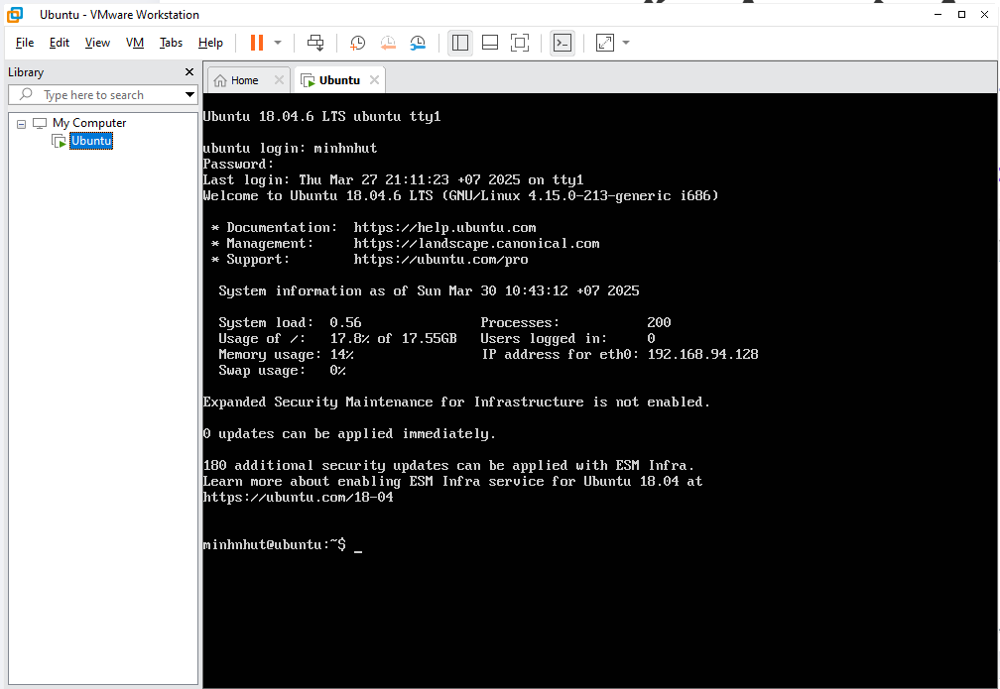 Ubuntu - VMware Workstation
File Edit View VM Tabs Help
Library
Type here to search
My Computer
Ubuntu
Home
Ubuntu
Ubuntu 18.04.6 LTS ubuntu tty1
ubuntu login: minhnhut
Password:
Last login: Thu Mar 27 21:11:23 +07 2025 on tty1
Welcome to Ubuntu 18.04.6 LTS (GNU/Linux 4.15.0-213-generic i686)
* Documentation: https://help.ubuntu.com
* Management: https://landscape.canonical.com
* Support: https://ubuntu.com/pro
System information as of Sun Mar 30 10:43:12 +07 2025
System load: 0.56 Processes: 200
Usage of /: 17.8% of 17.55GB Users logged in: 0
Memory usage: 14% IP address for eth0: 192.168.94.128
Swap usage: 0%
Expanded Security Maintenance for Infrastructure is not enabled.
0 updates can be applied immediately.
180 additional security updates can be applied with ESM Infra.
Learn more about enabling ESM Infra service for Ubuntu 18.04 at
https://ubuntu.com/18-04
minhnhut@ubuntu:~$ _